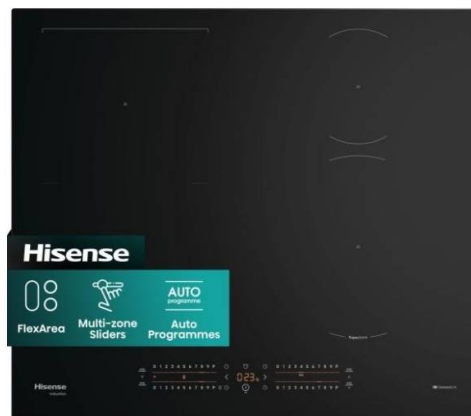 Hisense
AUTO
programme
FlexArea
Multi-zone
Sliders
Auto
Programmes
0 1 2 3 4 5 6 7 8 9 P
0 1 2 3 4 5 6 7 8 9 P
023
0 1 2 3 4 5 6 7 8 9 P
0 1 2 3 4 5 6 7 8 9 P
Hisense
Induction